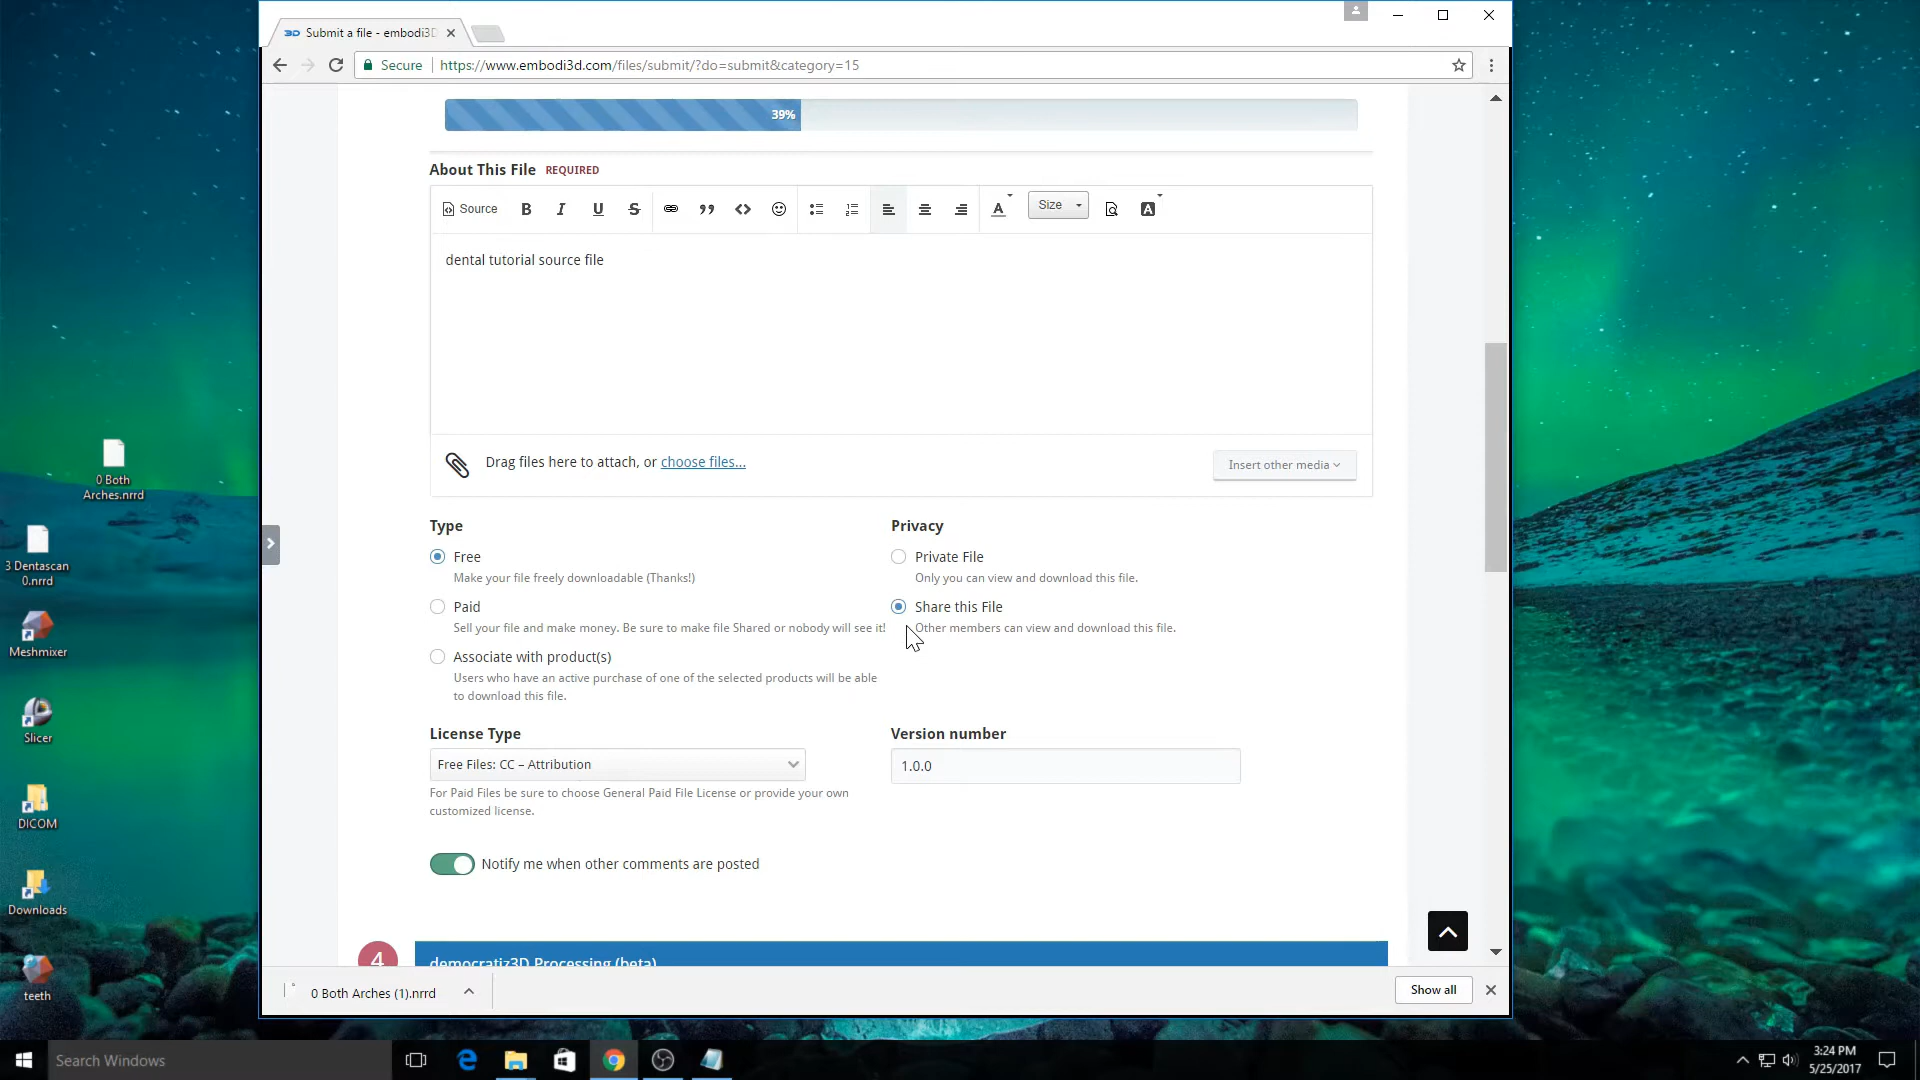 Submit a file - embodi3D
Secure
https://www.embodi3d.com/files/submit/?do=submit&category=15
39%
About This File REQUIRED
Source
Size
dental tutorial source file
Drag files here to attach, or choose files...
Insert other media
Type
Free
Make your file freely downloadable (Thanks!)
Paid
Sell your file and make money. Be sure to make file Shared or nobody will see it!
Associate with product(s)
Users who have an active purchase of one of the selected products will be able
to download this file.
Privacy
Private File
Only you can view and download this file.
Share this File
Other members can view and download this file.
License Type
Free Files: CC – Attribution
For Paid Files be sure to choose General Paid File License or provide your own
customized license.
Version number
1.0.0
Notify me when other comments are posted
4
democratiz3D Processing (beta)
0 Both Arches (1).nrrd
Show all
0 Both
Arches.nrrd
3 Dentascan
0.nrrd
Meshmixer
Slicer
DICOM
Downloads
teeth
Search Windows
3:24 PM
5/25/2017